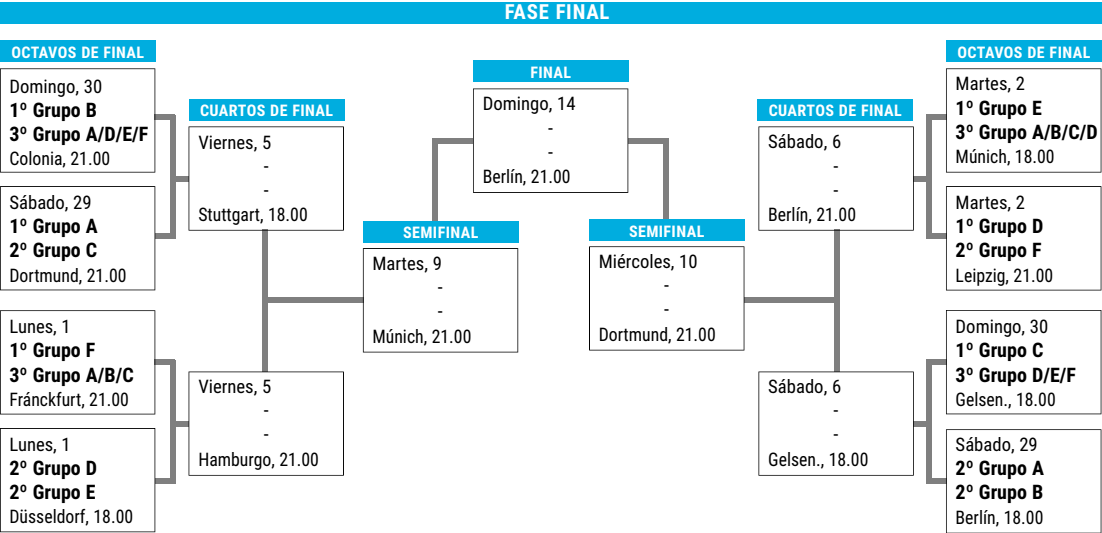 FASE FINAL
OCTAVOS DE FINAL
Domingo, 30
1º Grupo B
3º Grupo A/D/E/F
Colonia, 21.00
Sábado, 29
1º Grupo A
2º Grupo C
Dortmund, 21.00
Lunes, 1
1º Grupo F
3º Grupo A/B/C
Fránckfurt, 21.00
Lunes, 1
2º Grupo D
2º Grupo E
Düsseldorf, 18.00
CUARTOS DE FINAL
Viernes, 5
-
-
Stuttgart, 18.00
Viernes, 5
-
-
Hamburgo, 21.00
SEMIFINAL
Martes, 9
-
-
Múnich, 21.00
FINAL
Domingo, 14
-
-
Berlín, 21.00
SEMIFINAL
Miércoles, 10
-
-
Dortmund, 21.00
CUARTOS DE FINAL
Sábado, 6
-
-
Berlín, 21.00
Sábado, 6
-
-
Gelsen., 18.00
OCTAVOS DE FINAL
Martes, 2
1º Grupo E
3º Grupo A/B/C/D
Múnich, 18.00
Martes, 2
1º Grupo D
2º Grupo F
Leipzig, 21.00
Domingo, 30
1º Grupo C
3º Grupo D/E/F
Gelsen., 18.00
Sábado, 29
2º Grupo A
2º Grupo B
Berlín, 18.00